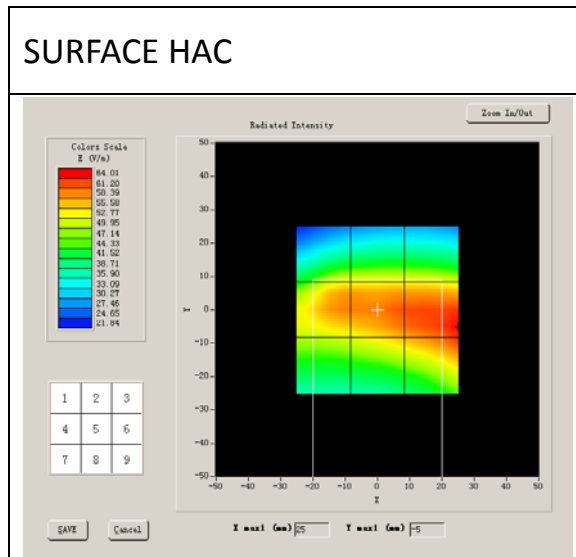 SURFACE HAC
Zoom In/Out
Radiated Intensity
Colors Scale
E (V/m)
64.01
61.20
58.39
55.58
52.77
49.95
47.14
44.33
41.52
38.71
35.90
33.09
30.27
27.46
24.65
21.84
50
40
30
20
10
0
-10
-20
-30
-40
-50
Y
-50 -40 -30 -20 -10 0 10 20 30 40 50
X
1 2 3
4 5 6
7 8 9
SAVE Cancel
X max1 (mm) 25 Y max1 (mm) -5